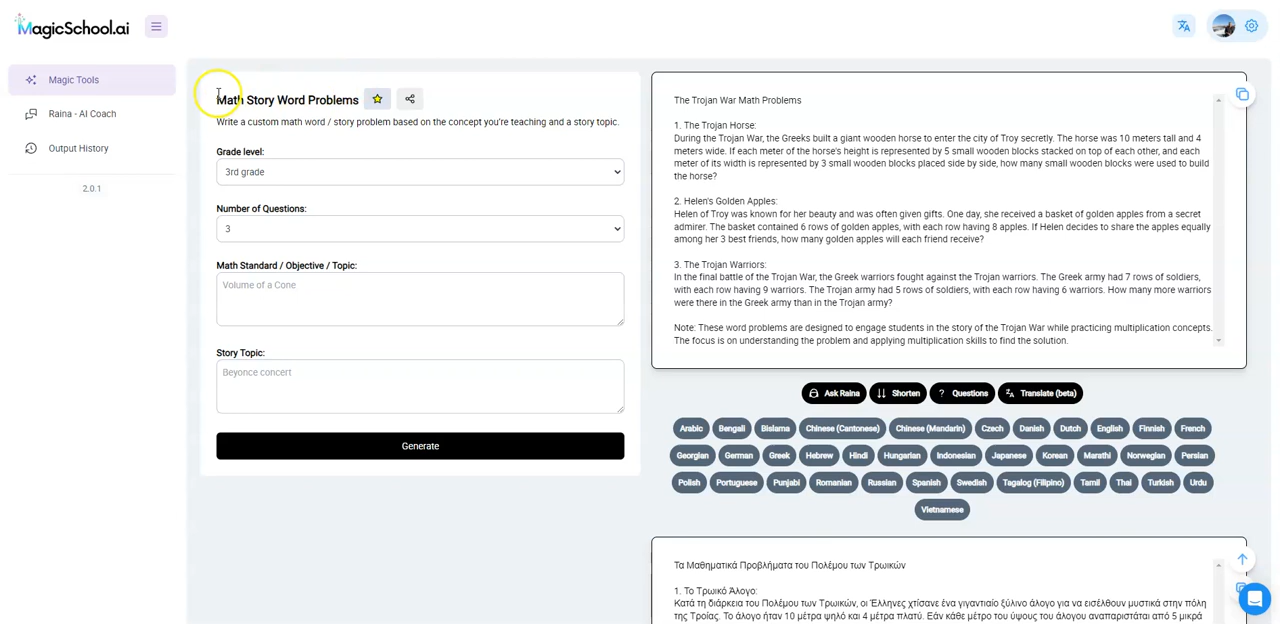 MagicSchool.ai
Magic Tools
Raina - AI Coach
Output History
2.0.1
Math Story Word Problems
Write a custom math word / story problem based on the concept you're teaching and a story topic.
Grade level:
3rd grade
Number of Questions:
3
Math Standard / Objective / Topic:
Volume of a Cone
Story Topic:
Beyonce concert
Generate
The Trojan War Math Problems
1. The Trojan Horse:
During the Trojan War, the Greeks built a giant wooden horse to enter the city of Troy secretly. The horse was 10 meters tall and 4
meters wide. If each meter of the horse's height is represented by 5 small wooden blocks stacked on top of each other, and each
meter of its width is represented by 3 small wooden blocks placed side by side, how many small wooden blocks were used to build
the horse?
2. Helen's Golden Apples:
Helen of Troy was known for her beauty and was often given gifts. One day, she received a basket of golden apples from a secret
admirer. The basket contained 6 rows of golden apples, with each row having 8 apples. If Helen decides to share the apples equally
among her 3 best friends, how many golden apples will each friend receive?
3. The Trojan Warriors:
In the final battle of the Trojan War, the Greek warriors fought against the Trojan warriors. The Greek army had 7 rows of soldiers,
with each row having 9 warriors. The Trojan army had 5 rows of soldiers, with each row having 6 warriors. How many more warriors
were there in the Greek army than in the Trojan army?
Note: These word problems are designed to engage students in the story of the Trojan War while practicing multiplication concepts.
The focus is on understanding the problem and applying multiplication skills to find the solution.
Ask Raina Shorten ? Questions Translate (beta)
Arabic Bengali Bislama Chinese (Cantonese) Chinese (Mandarin) Czech Danish Dutch English Finnish French
Georgian German Greek Hebrew Hindi Hungarian Indonesian Japanese Korean Marathi Norwegian Persian
Polish Portuguese Punjabi Romanian Russian Spanish Swedish Tagalog (Filipino) Tamil Thai Turkish Urdu
Vietnamese
Τα Μαθηματικά Προβλήματα του Πολέμου των Τρωικών
1. Το Τρωικό Άλογο:
Κατά τη διάρκεια του Πολέμου των Τρωικών, οι Έλληνες χτίσανε ένα γιγαντιαίο ξύλινο άλογο για να εισέλθουν μυστικά στην πόλη
της Τροίας. Το άλογο ήταν 10 μέτρα ψηλό και 4 μέτρα πλατύ. Εάν κάθε μέτρο του ύψους του άλογου αναπαρίσταται από 5 μικρά